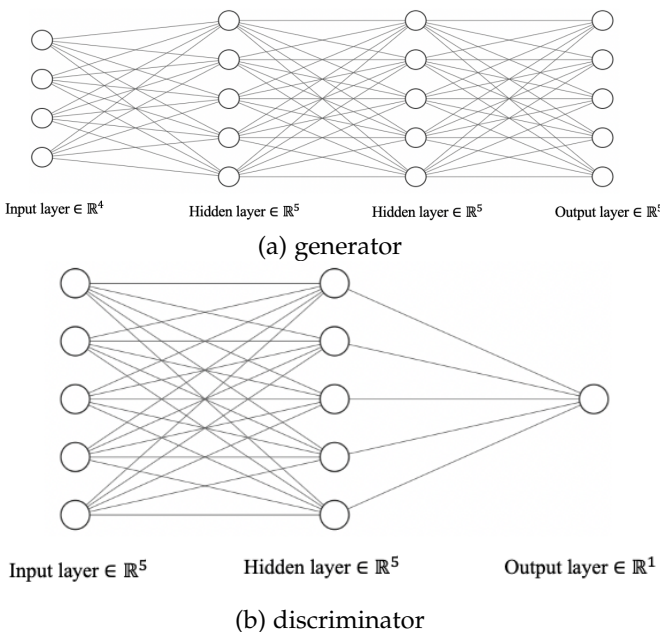 Input layer ∈ ℝ⁴ Hidden layer ∈ ℝ⁵ Hidden layer ∈ ℝ⁵ Output layer ∈ ℝ⁵
(a) generator
Input layer ∈ ℝ⁵ Hidden layer ∈ ℝ⁵ Output layer ∈ ℝ¹
(b) discriminator